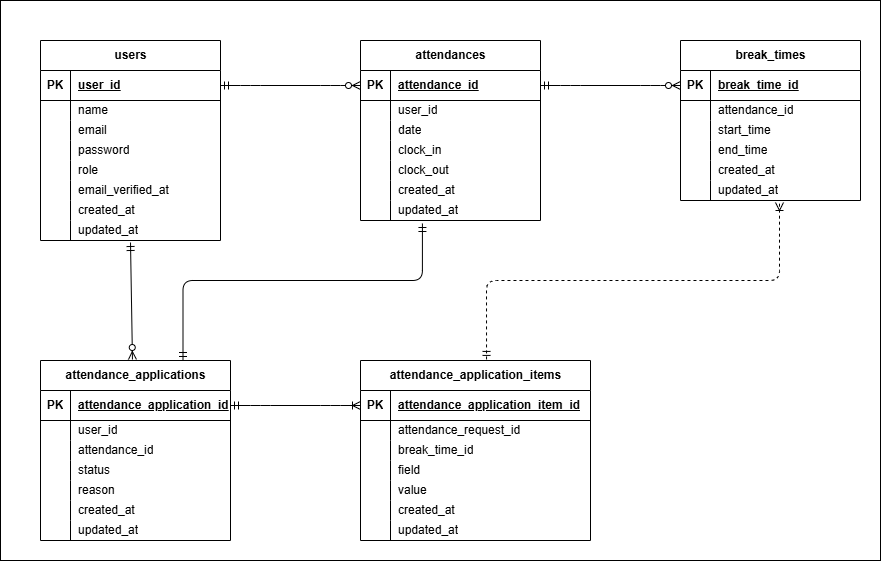 users
PK user_id
name
email
password
role
email_verified_at
created_at
updated_at
attendances
PK attendance_id
user_id
date
clock_in
clock_out
created_at
updated_at
break_times
PK break_time_id
attendance_id
start_time
end_time
created_at
updated_at
attendance_applications
PK attendance_application_id
user_id
attendance_id
status
reason
created_at
updated_at
attendance_application_items
PK attendance_application_item_id
attendance_request_id
break_time_id
field
value
created_at
updated_at